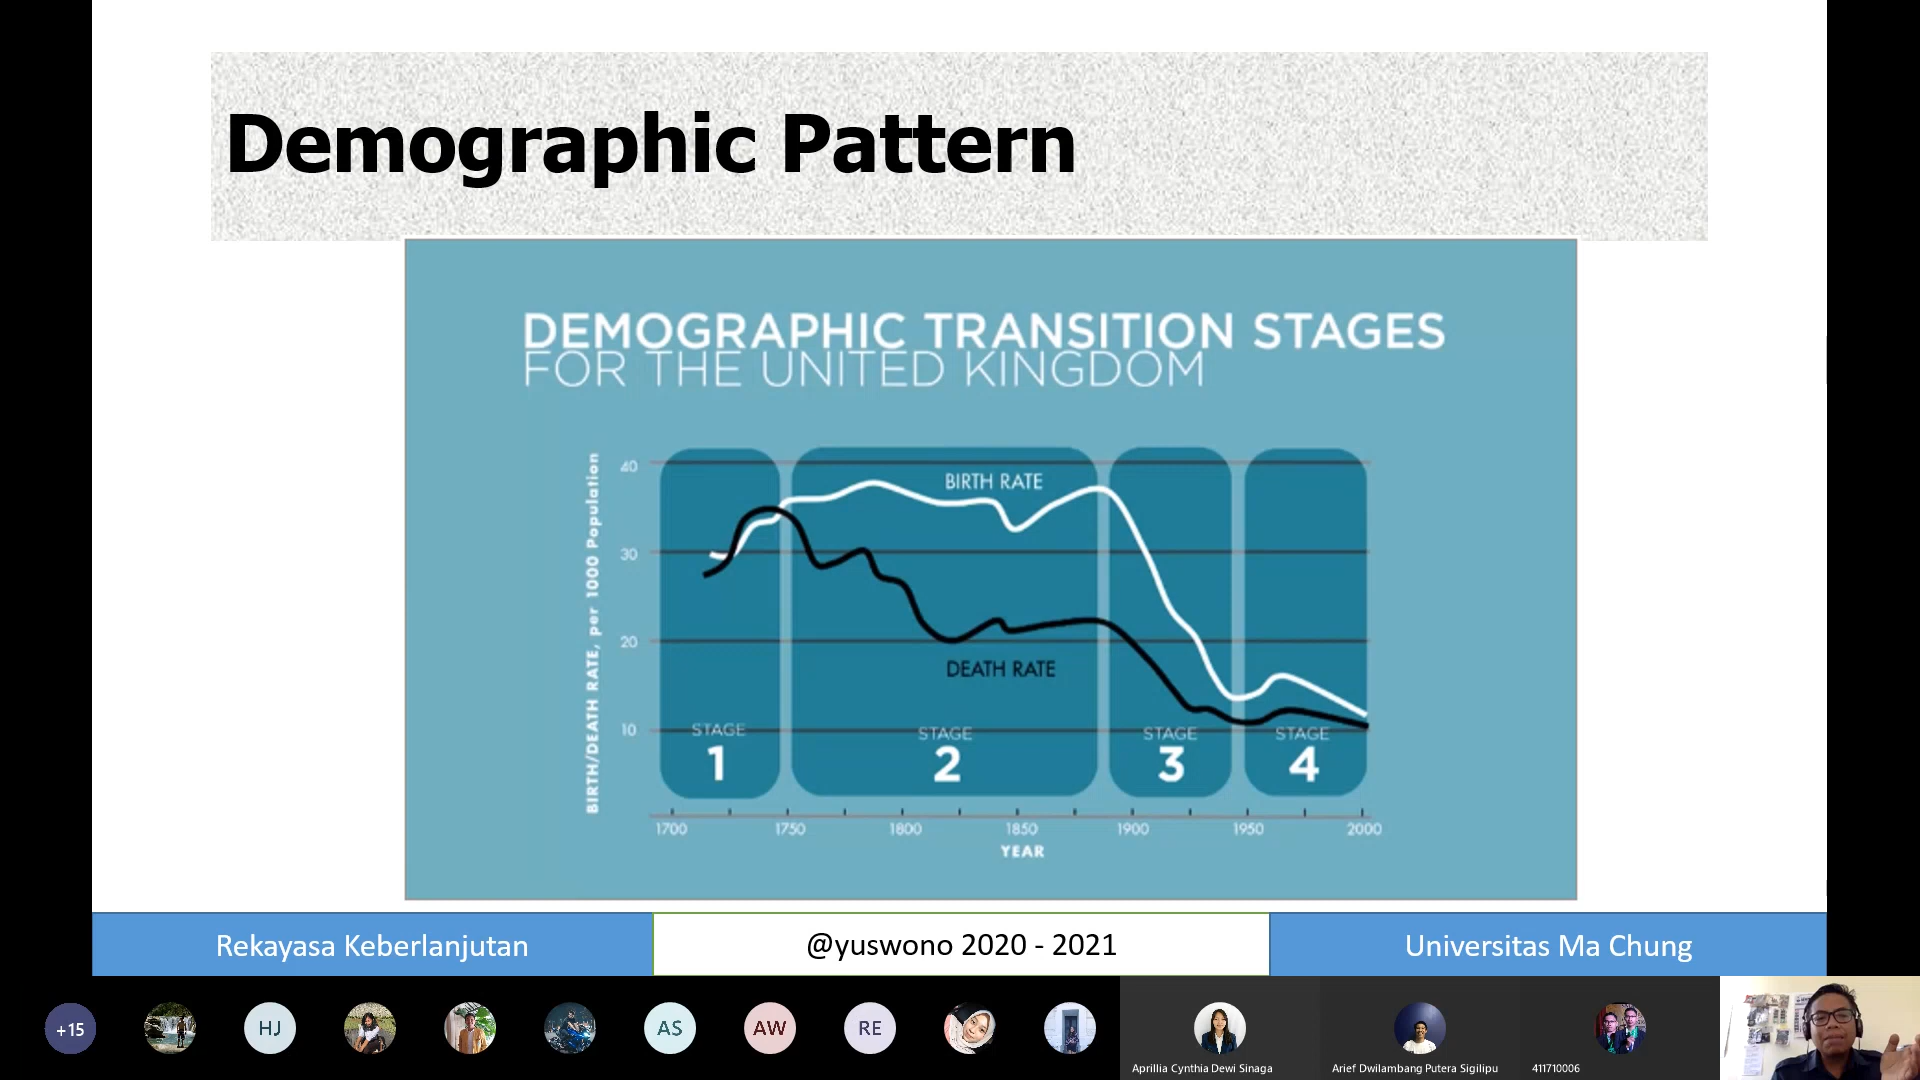 Demographic Pattern
DEMOGRAPHIC TRANSITION STAGES
FOR THE UNITED KINGDOM
BIRTH/DEATH RATE, per 1000 Population
40
30
20
10
BIRTH RATE
DEATH RATE
STAGE
1
STAGE
2
STAGE
3
STAGE
4
1700
1750
1800
1850
1900
1950
2000
YEAR
Rekayasa Keberlanjutan
@yuswono 2020 - 2021
Universitas Ma Chung
+15
HJ
AS
AW
RE
Aprillia Cynthia Dewi Sinaga
Arief Dwilambang Putera Sigilipu
411710006